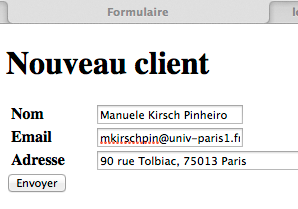 Formulaire
Nouveau client
Nom Manuele Kirsch Pinheiro
Email mkirschpin@univ-paris1.fr
Adresse 90 rue Tolbiac, 75013 Paris
Envoyer